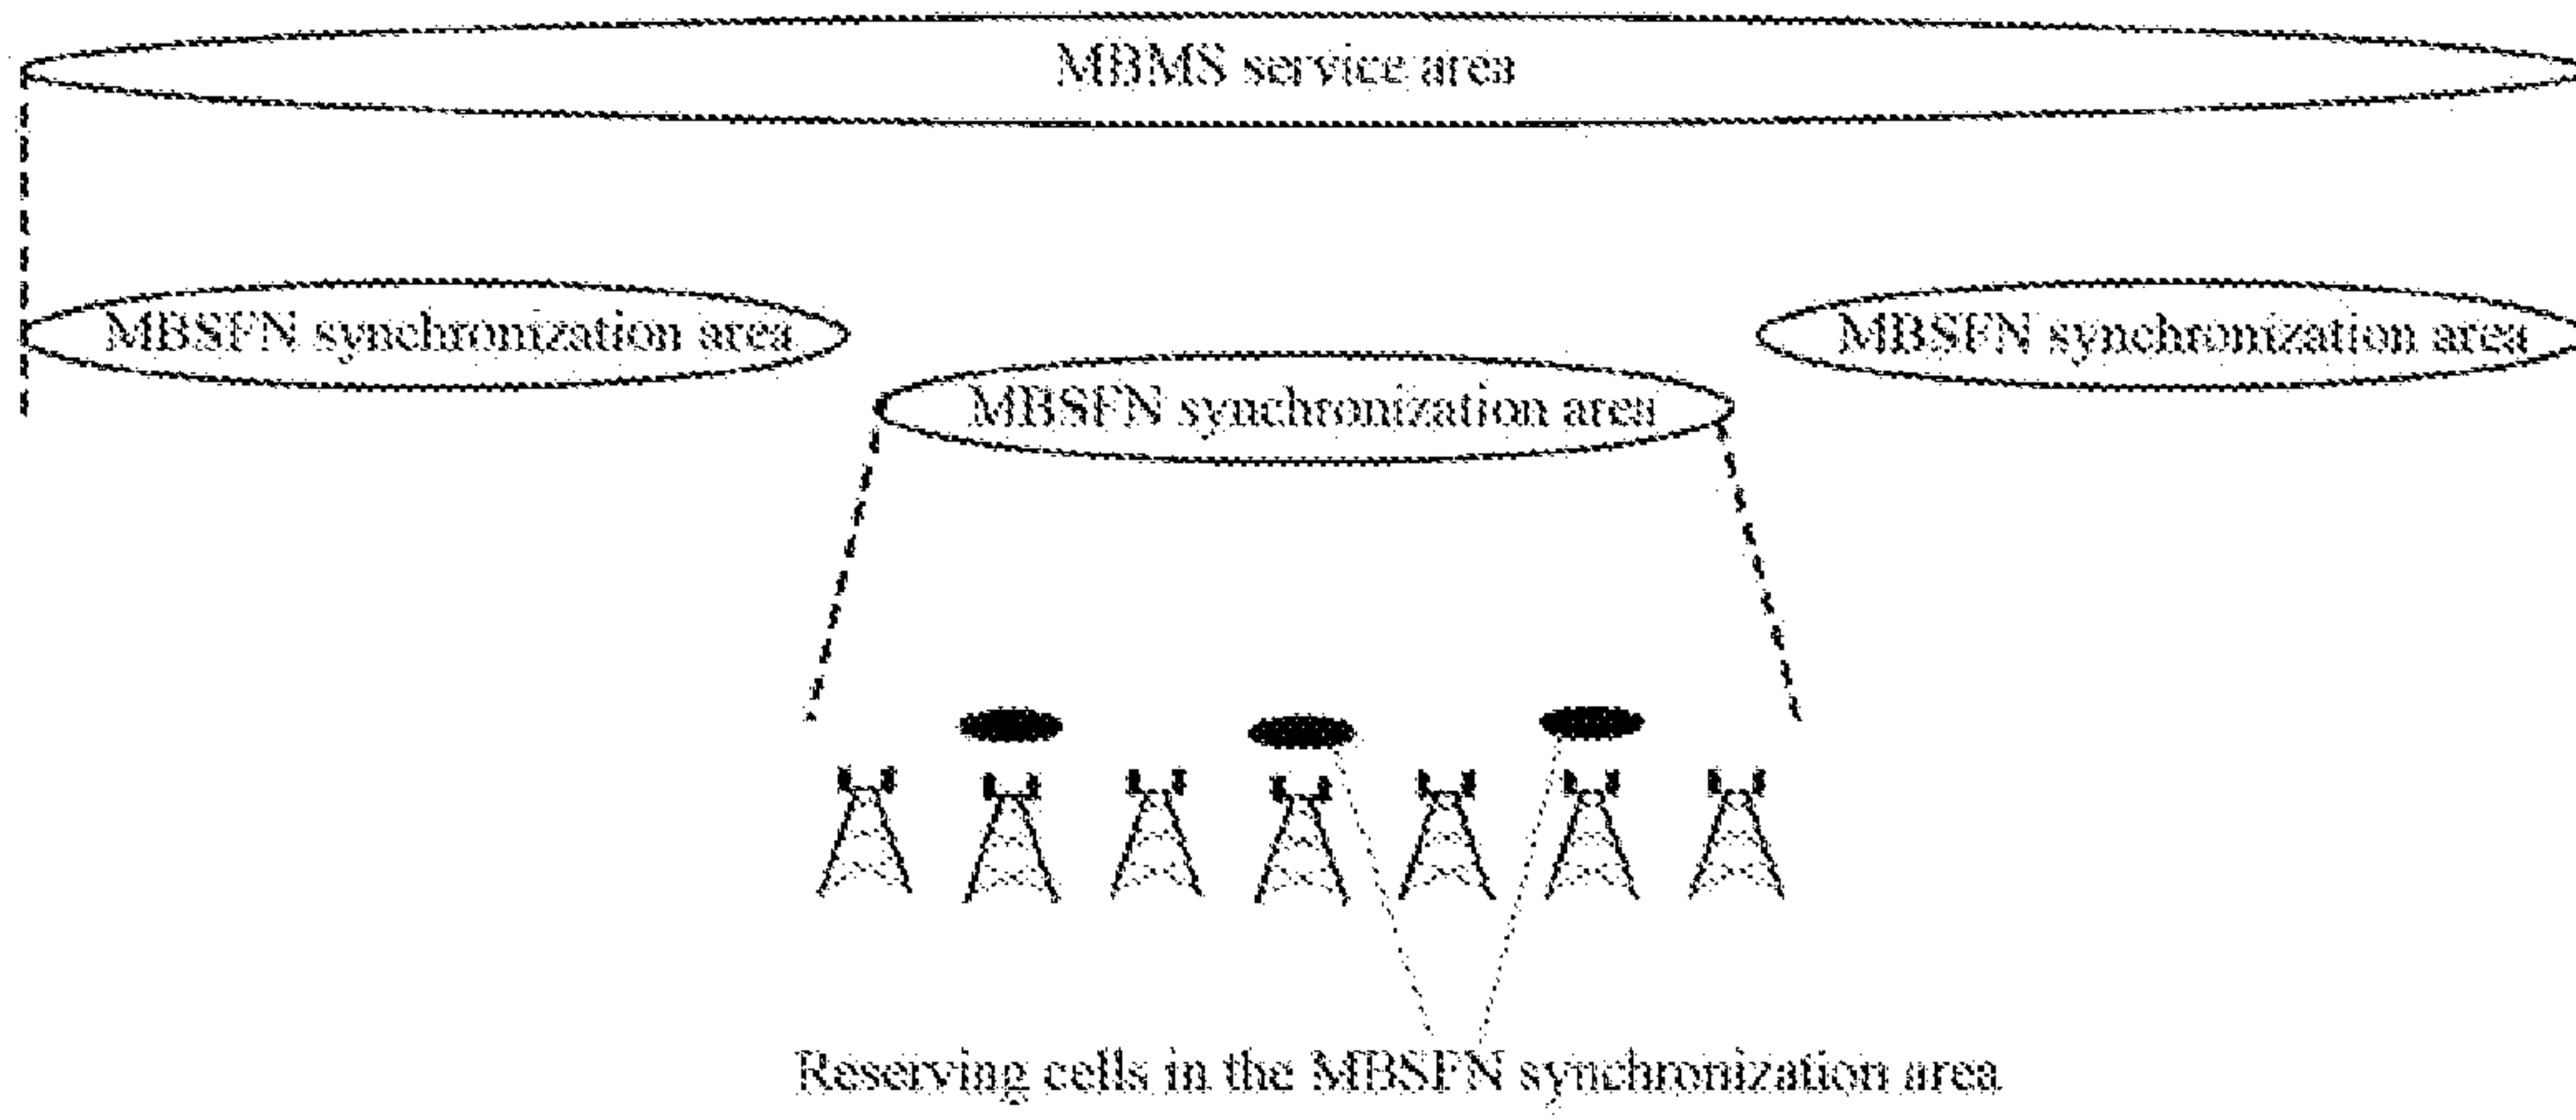 MBMS service area
MBSFN synchronization area
MBSFN synchronization area
MBSFN synchronization area
Reserving cells in the MBSFN synchronization area